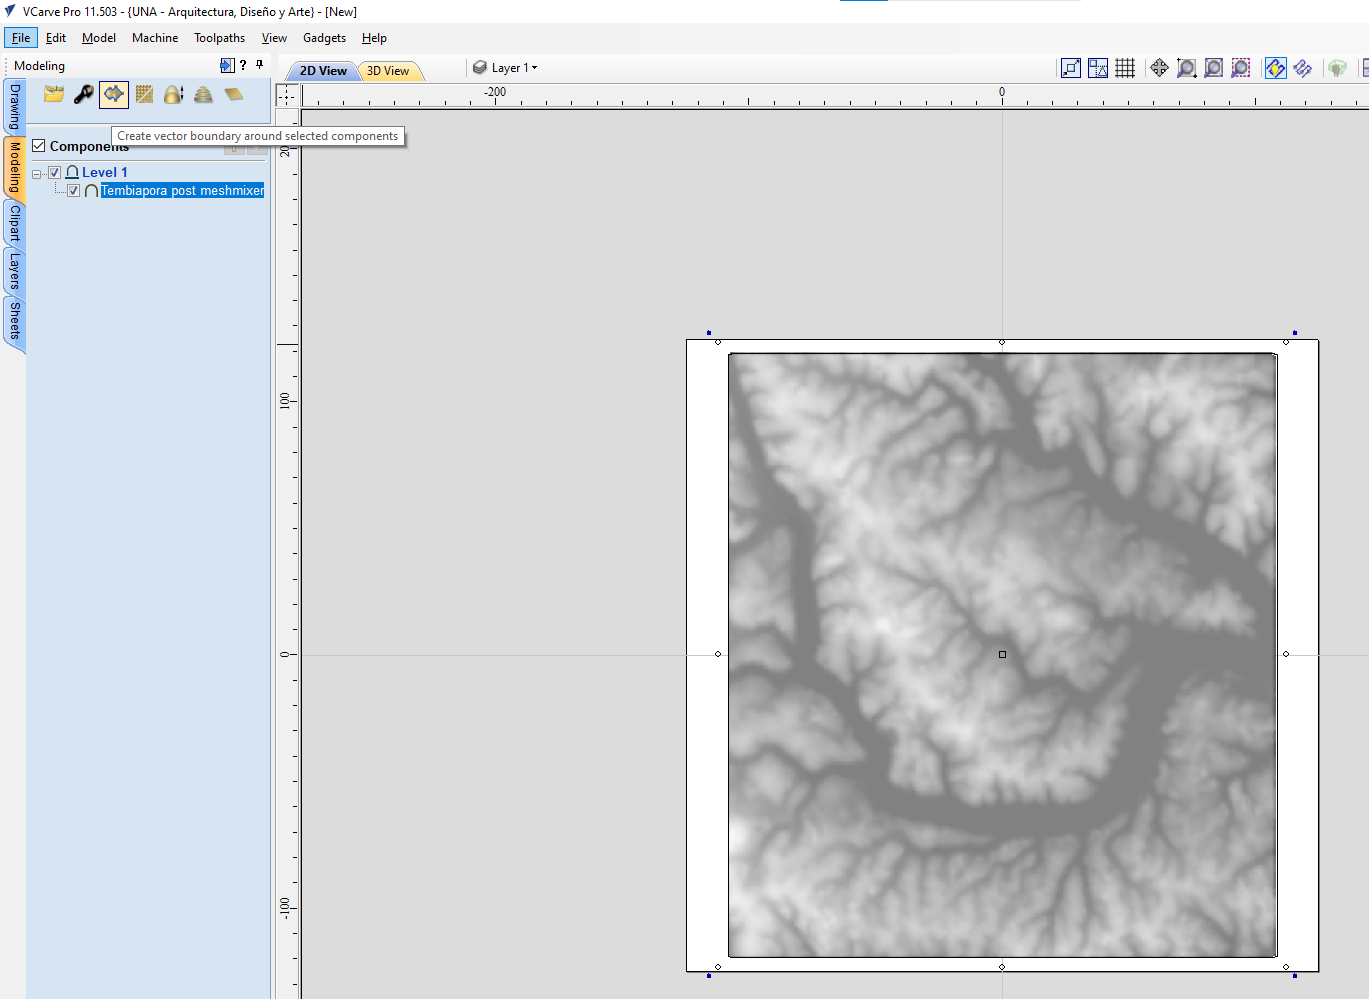 VCarve Pro 11.503 - {UNA - Arquitectura, Diseño y Arte} - [New]
File Edit Model Machine Toolpaths View Gadgets Help
Modeling ?
2D View 3D View Layer 1
-200 0
Drawing
Modeling
Clipart
Layers
Sheets
Create vector boundary around selected components
Components
Level 1
Tembiapora post meshmixer
100
0
-100